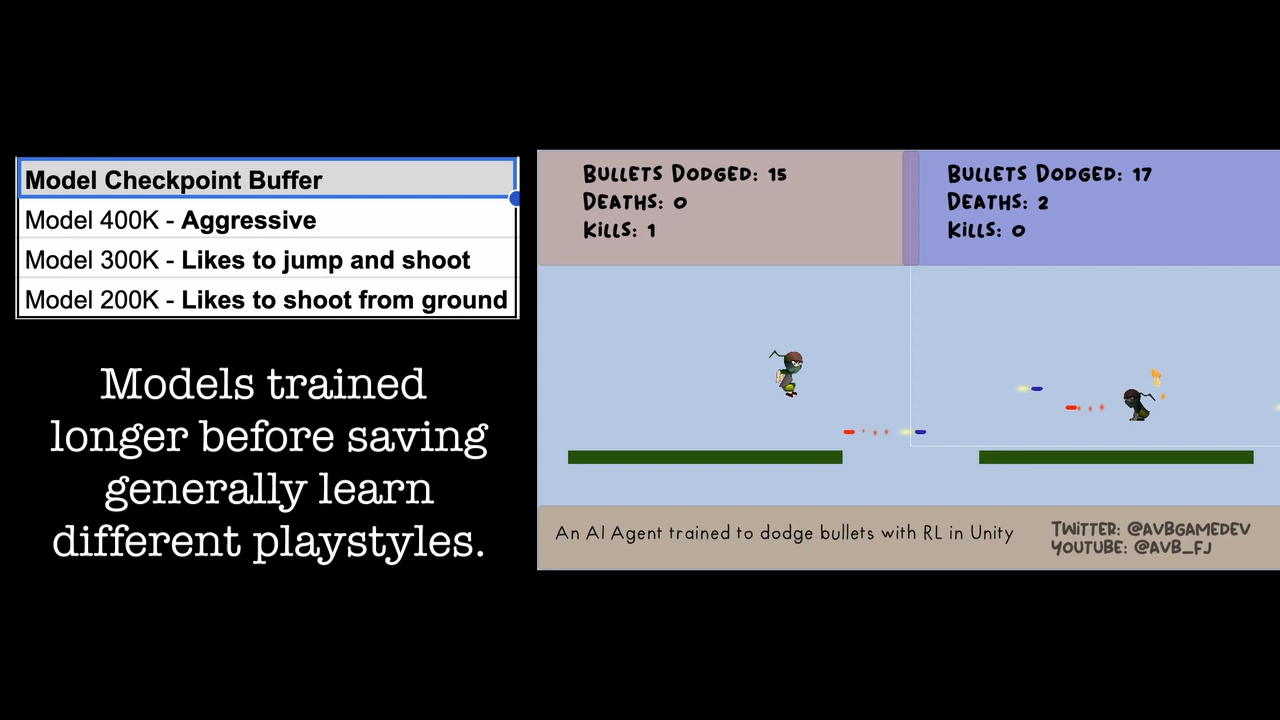 Model Checkpoint Buffer
Model 400K - Aggressive
Model 300K - Likes to jump and shoot
Model 200K - Likes to shoot from ground
Models trained
longer before saving
generally learn
different playstyles.
BULLETS DODGED: 15
DEATHS: 0
KILLS: 1
BULLETS DODGED: 17
DEATHS: 2
KILLS: 0
An AI Agent trained to dodge bullets with RL in Unity
TWITTER: @AVBGAMEDEV
YOUTUBE: @AVB_FJ